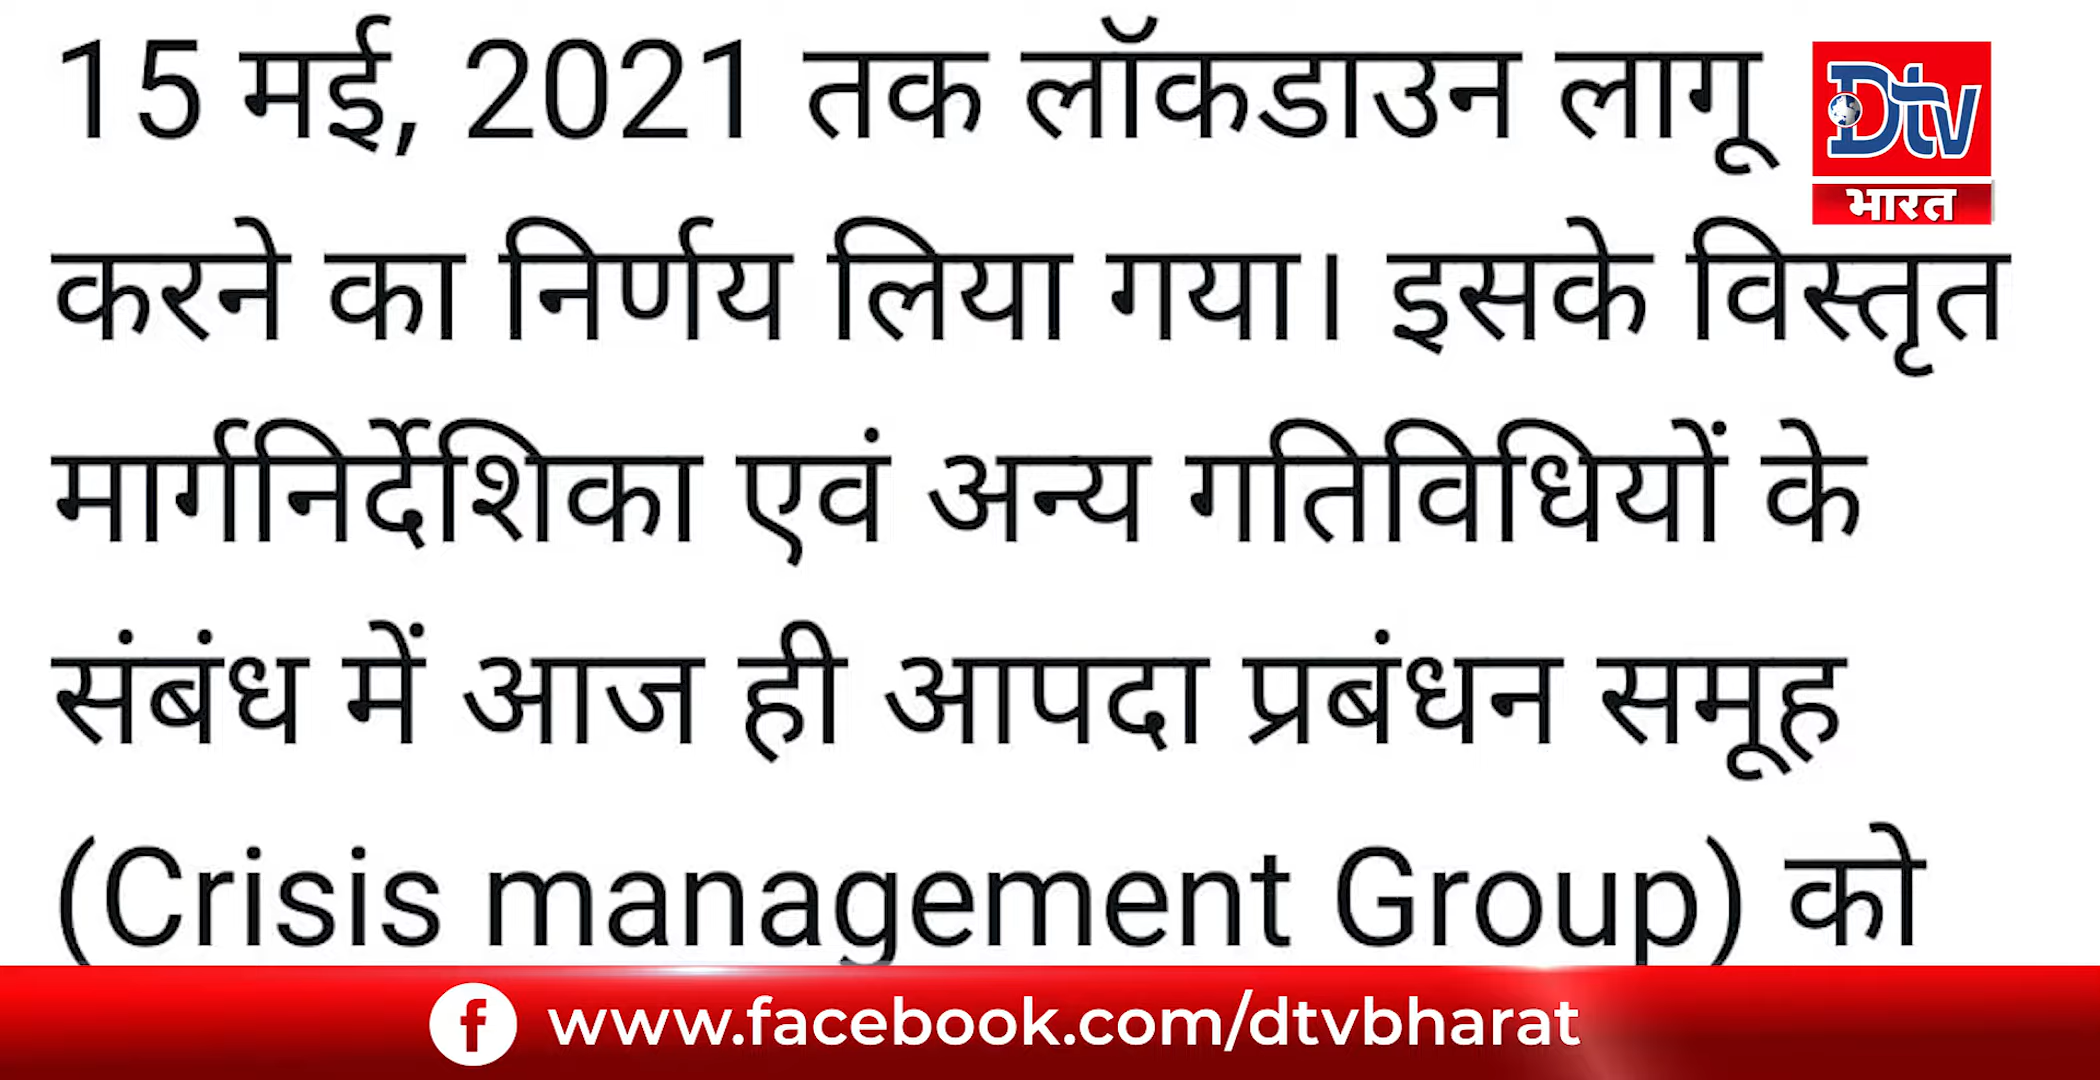 15 मई, 2021 तक लॉकडाउन लागू
Dtv
भारत
करने का निर्णय लिया गया। इसके विस्तृत
मार्गनिर्देशिका एवं अन्य गतिविधियों के
संबंध में आज ही आपदा प्रबंधन समूह
(Crisis management Group) को
f www.facebook.com/dtvbharat